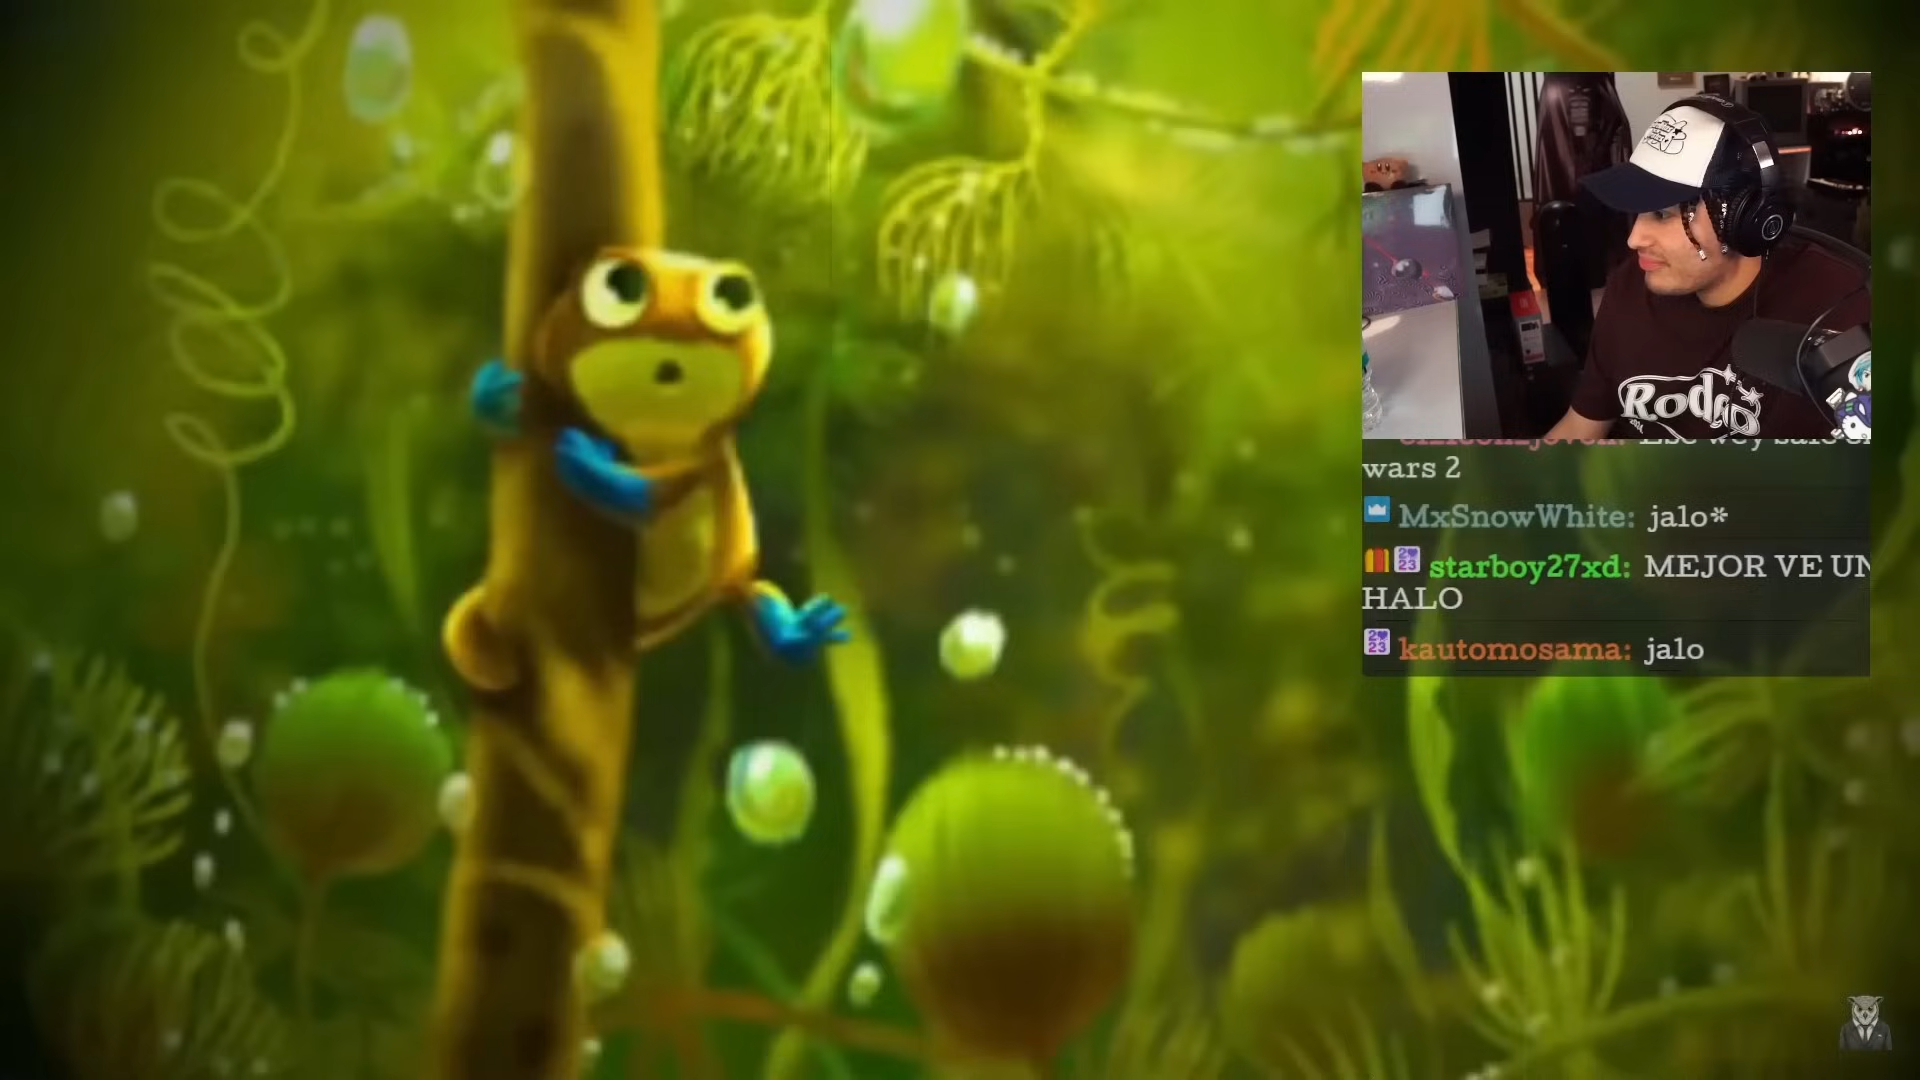 Rodeo
wars 2
MxSnowWhite: jalo*
starboy27xd: MEJOR VE UN
HALO
kautomosama: jalo